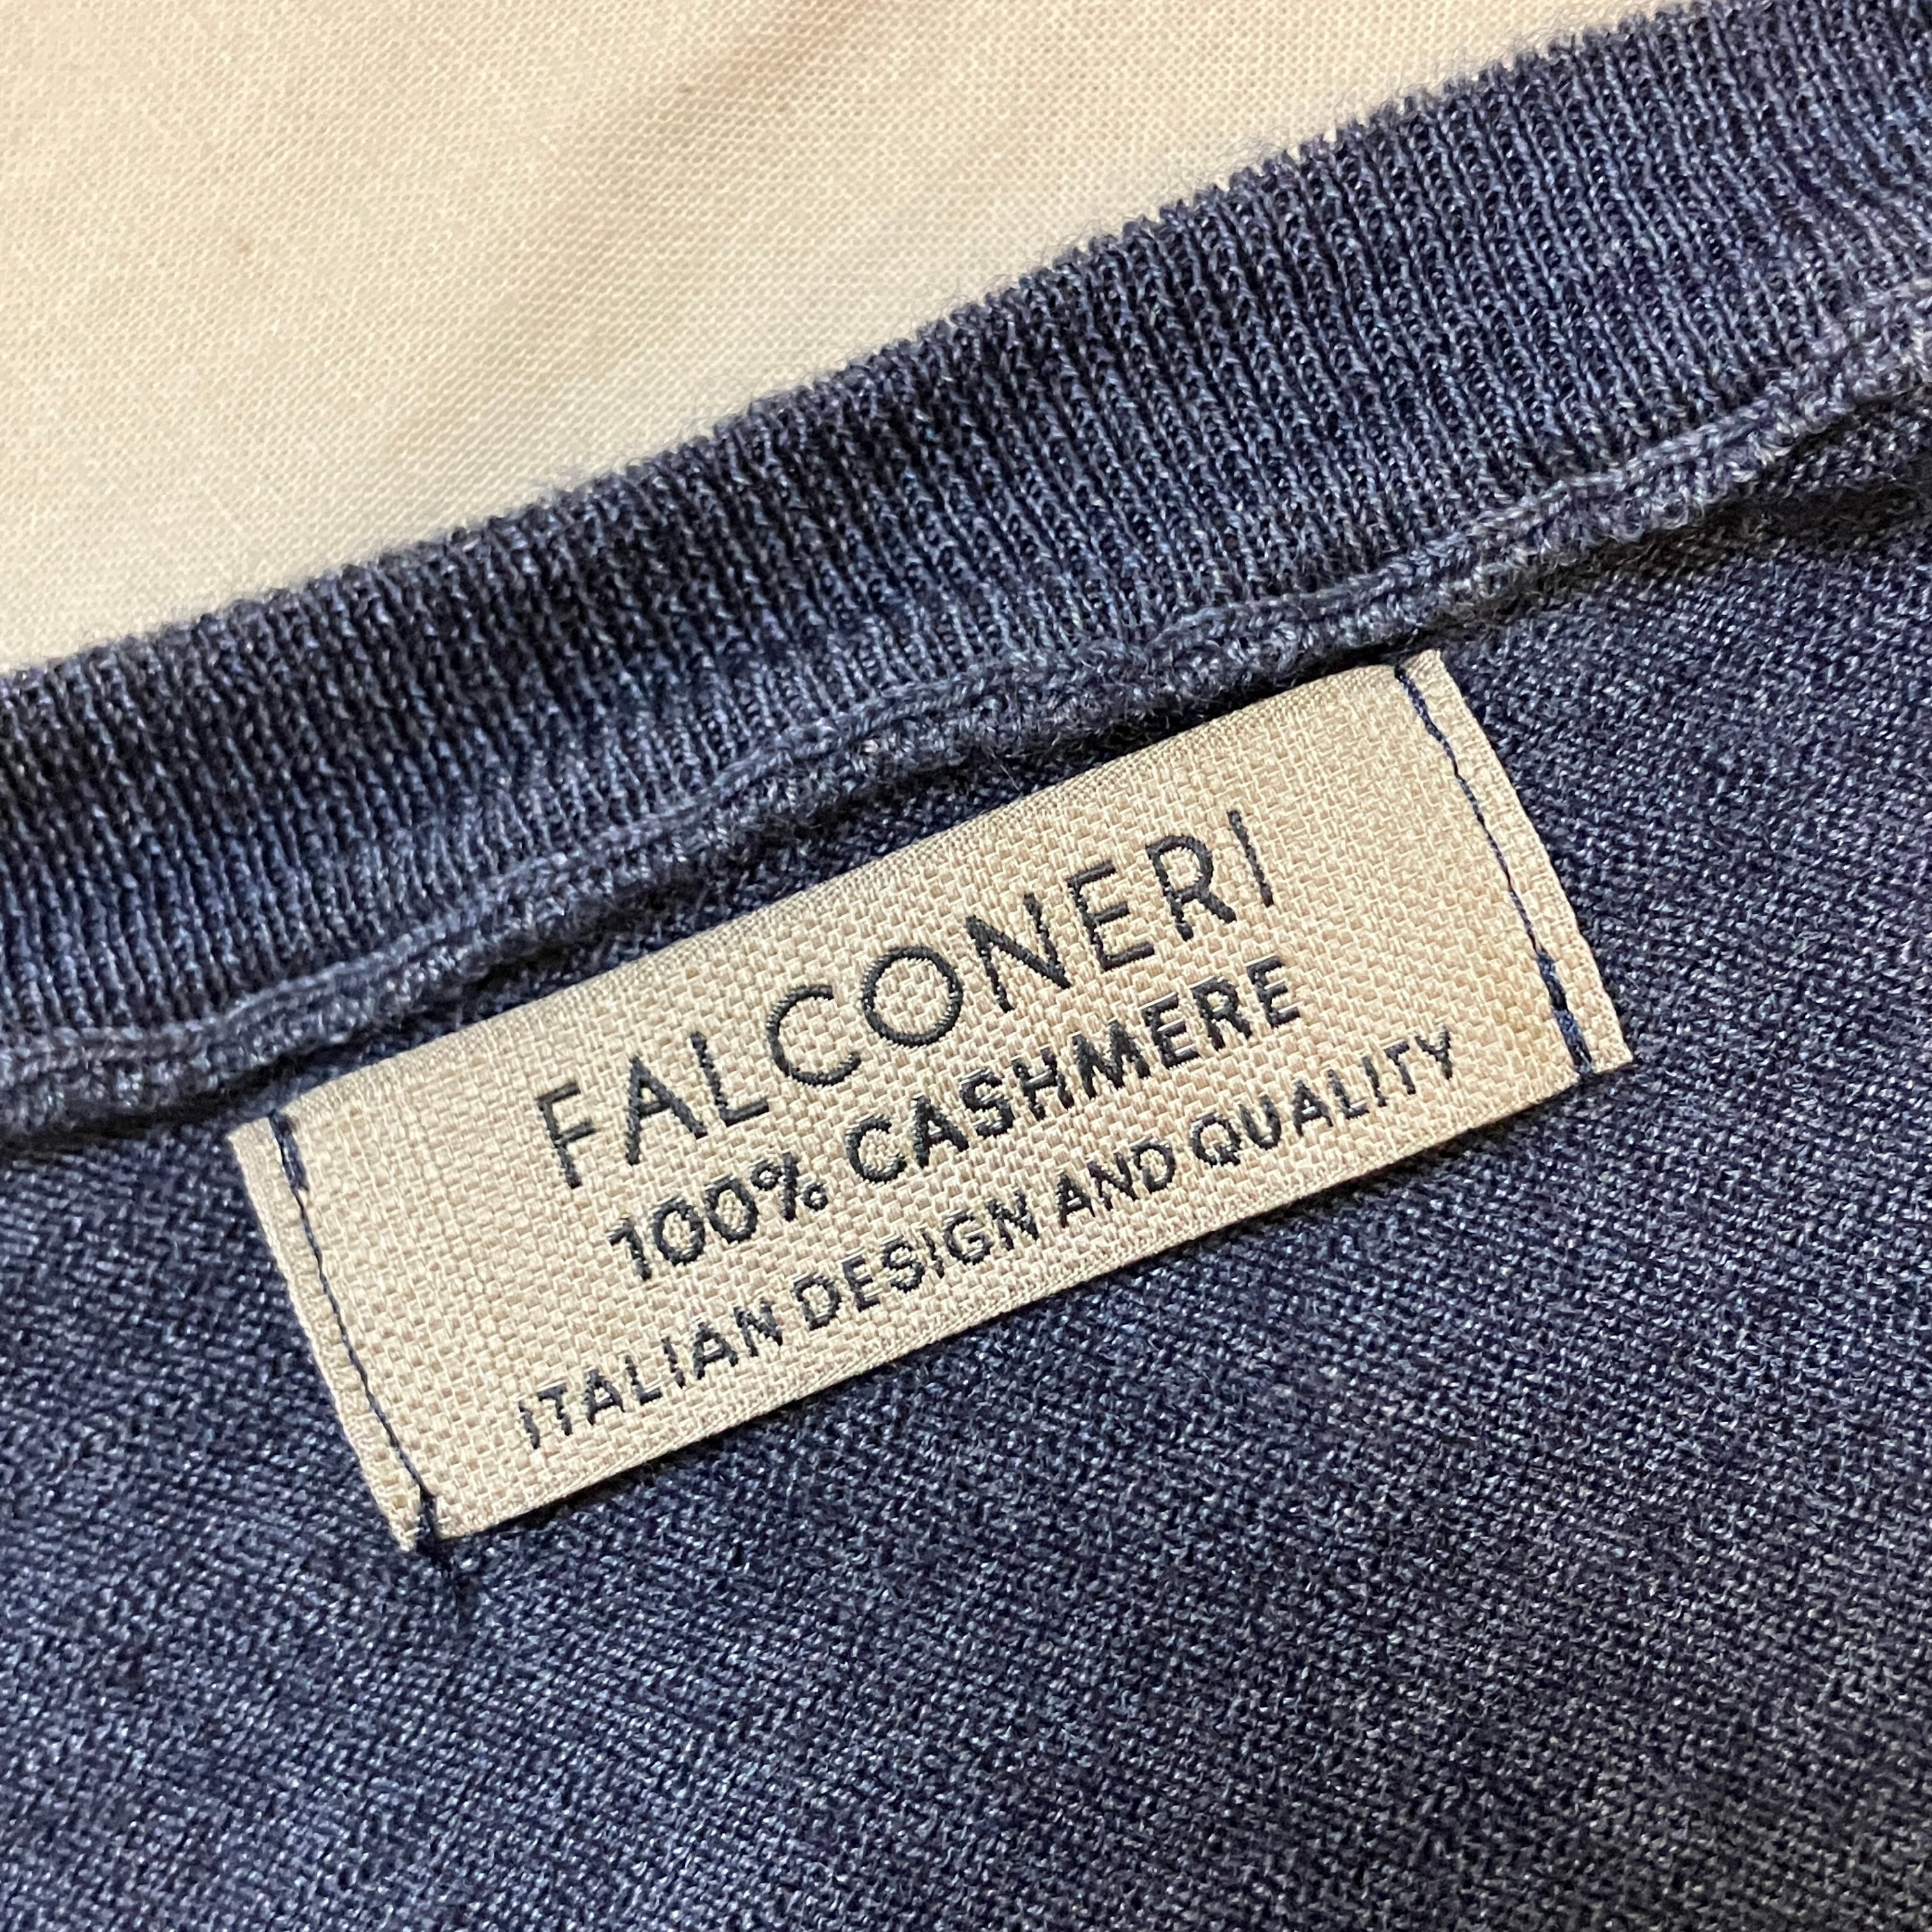 FALCONERI
100% CASHMERE
ITALIAN DESIGN AND QUALITY